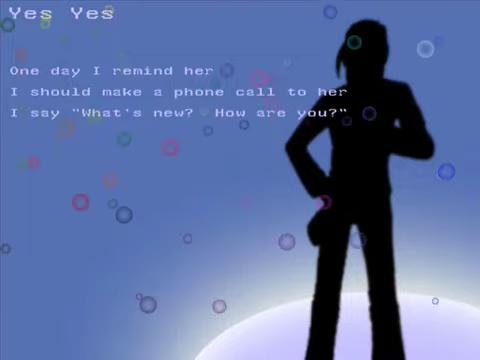 Yes Yes
One day I remind her
I should make a phone call to her
I say "What's new?  How are you?"